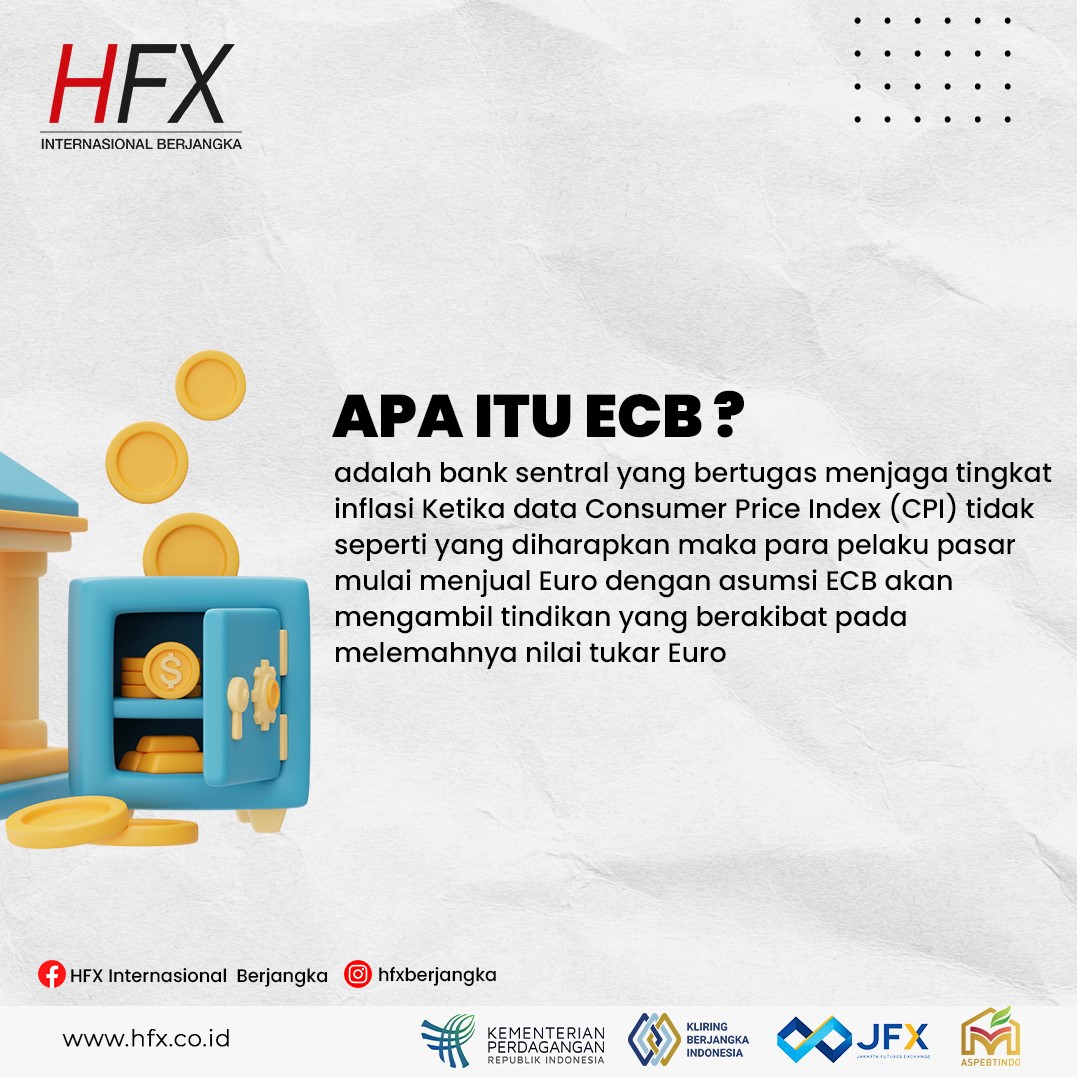 HFX
INTERNASIONAL BERJANGKA
APA ITU ECB ?
adalah bank sentral yang bertugas menjaga tingkat
inflasi Ketika data Consumer Price Index (CPI) tidak
seperti yang diharapkan maka para pelaku pasar
mulai menjual Euro dengan asumsi ECB akan
mengambil tindikan yang berakibat pada
melemahnya nilai tukar Euro
$
HFX Internasional Berjangka hfxberjangka
www.hfx.co.id
KEMENTERIAN
PERDAGANGAN
REPUBLIK INDONESIA
KLIRING
BERJANGKA
INDONESIA
JFX
JAKARTA FUTURES EXCHANGE
ASPEBTINDO